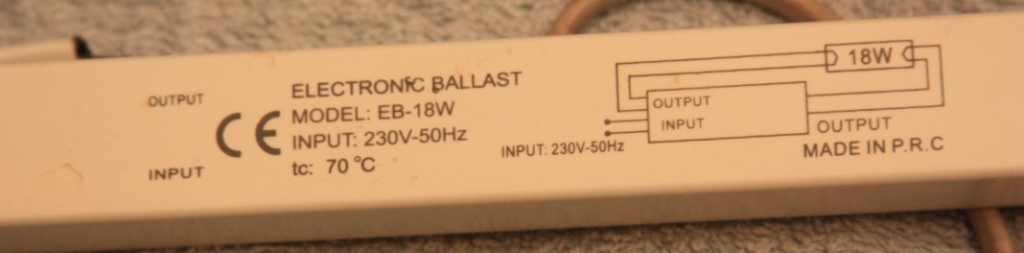 OUTPUT
INPUT
CE
ELECTRONIC BALLAST
MODEL: EB-18W
INPUT: 230V-50Hz
tc: 70 °C
18W
OUTPUT
INPUT
INPUT: 230V-50Hz
OUTPUT
MADE IN P.R.C